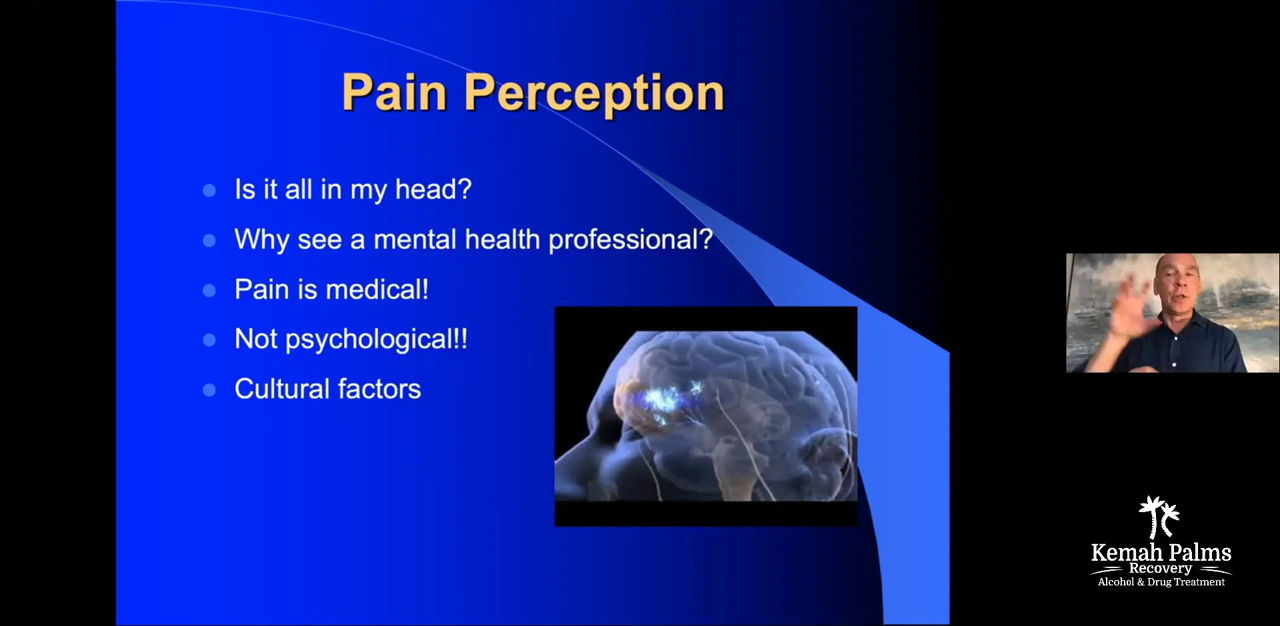 Pain Perception
Is it all in my head?
Why see a mental health professional?
Pain is medical!
Not psychological!!
Cultural factors
Kemah Palms
Recovery
Alcohol & Drug Treatment